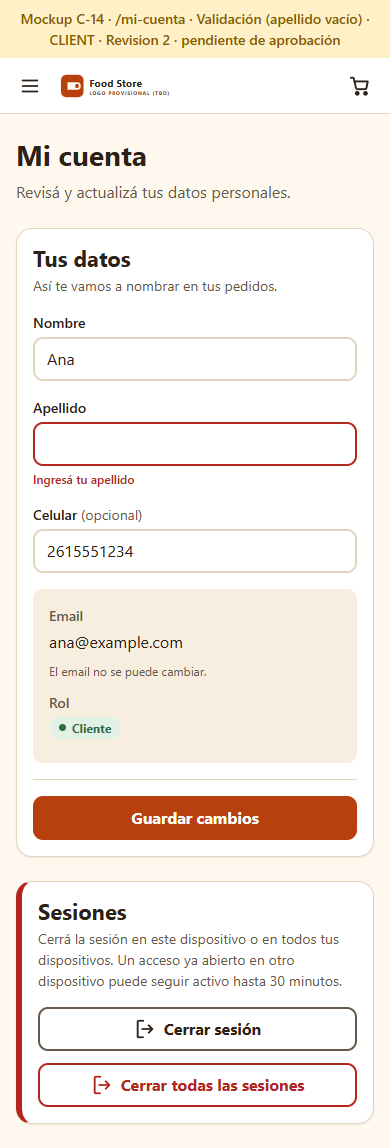 Mockup C-14 · /mi-cuenta · Validación (apellido vacío) ·
CLIENT · Revision 2 · pendiente de aprobación
Food Store
LOGO PROVISIONAL (TBD)
Mi cuenta
Revisá y actualizá tus datos personales.
Tus datos
Así te vamos a nombrar en tus pedidos.
Nombre
Ana
Apellido
Ingresá tu apellido
Celular (opcional)
2615551234
Email
ana@example.com
El email no se puede cambiar.
Rol
Cliente
Guardar cambios
Sesiones
Cerrá la sesión en este dispositivo o en todos tus
dispositivos. Un acceso ya abierto en otro
dispositivo puede seguir activo hasta 30 minutos.
Cerrar sesión
Cerrar todas las sesiones